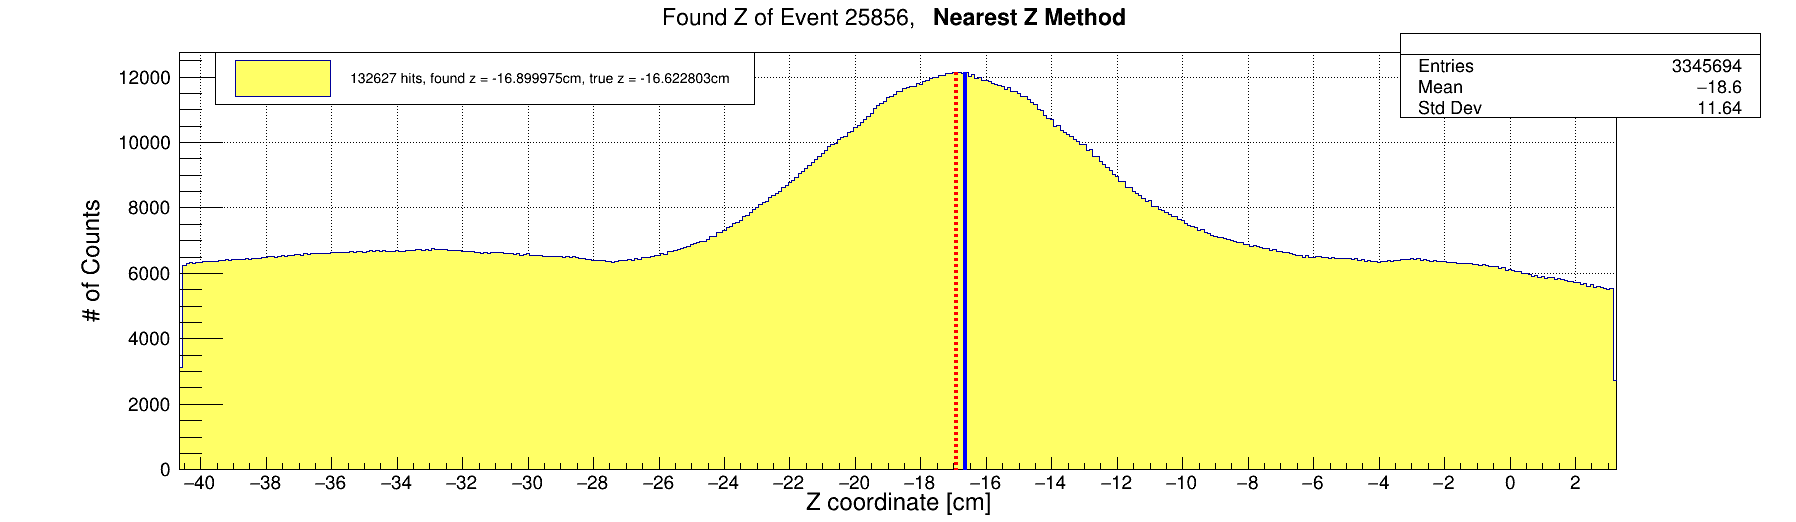 Found Z of Event 25856, Nearest Z Method
132627 hits, found z = -16.899975cm, true z = -16.622803cm
Entries 3345694
Mean −18.6
Std Dev 11.64
12000
10000
8000
6000
4000
2000
0
# of Counts
−40 −38 −36 −34 −32 −30 −28 −26 −24 −22 −20 −18 −16 −14 −12 −10 −8 −6 −4 −2 0 2
Z coordinate [cm]